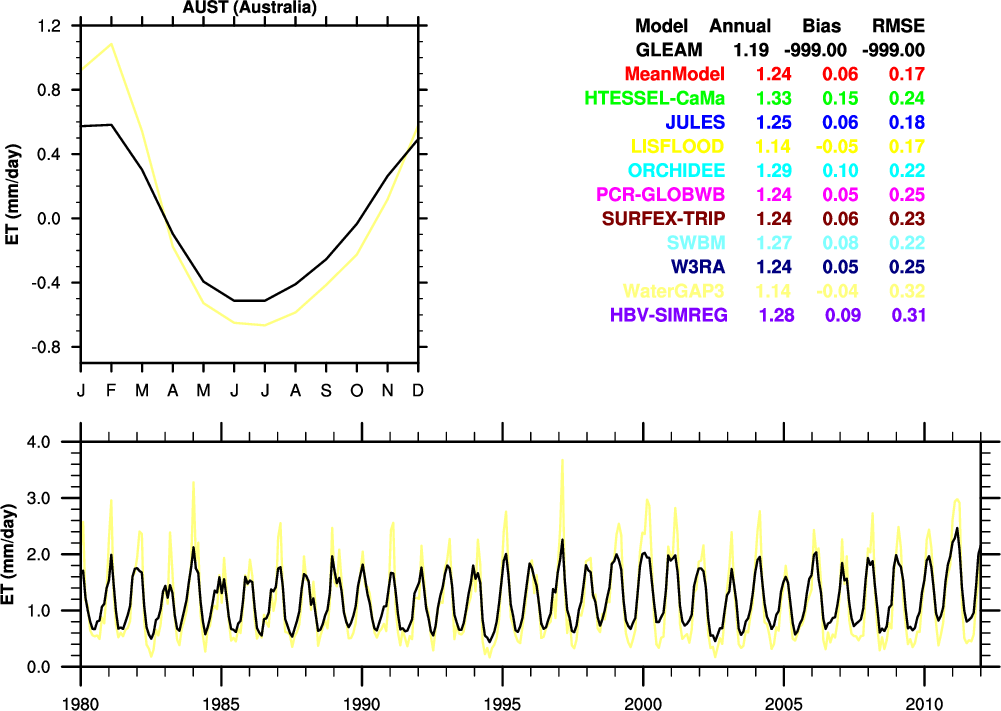 AUST (Australia)
1.2
0.8
0.4
0.0
-0.4
-0.8
ET (mm/day)
J F M A M J J A S O N D
Model Annual Bias RMSE
GLEAM 1.19 -999.00 -999.00
MeanModel 1.24 0.06 0.17
HTESSEL-CaMa 1.33 0.15 0.24
JULES 1.25 0.06 0.18
LISFLOOD 1.14 -0.05 0.17
ORCHIDEE 1.29 0.10 0.22
PCR-GLOBWB 1.24 0.05 0.25
SURFEX-TRIP 1.24 0.06 0.23
SWBM 1.27 0.08 0.22
W3RA 1.24 0.05 0.25
WaterGAP3 1.14 -0.04 0.32
HBV-SIMREG 1.28 0.09 0.31
4.0
3.0
2.0
1.0
0.0
ET (mm/day)
1980 1985 1990 1995 2000 2005 2010